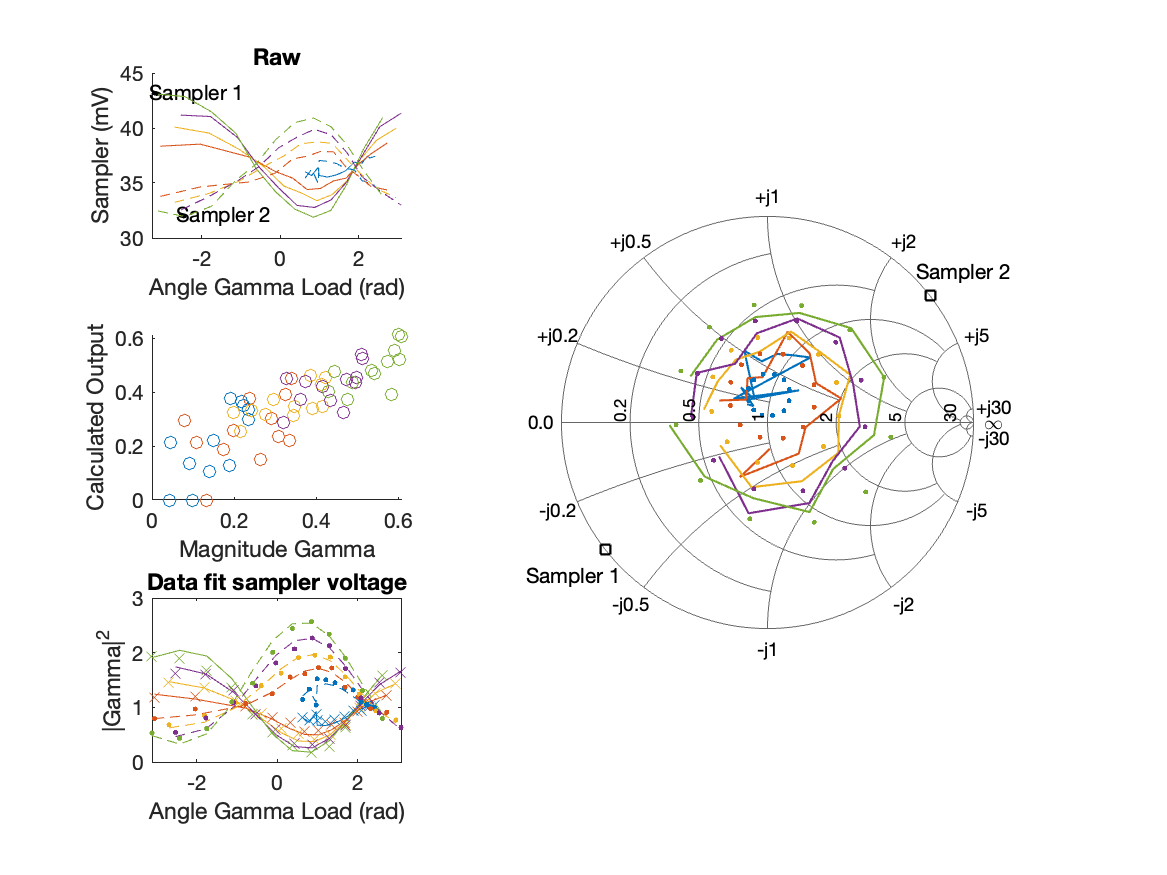 Raw
45
40
35
30
Sampler (mV)
Sampler 1
Sampler 2
-2
0
2
Angle Gamma Load (rad)
0.6
0.4
0.2
0
Calculated Output
0
0.2
0.4
0.6
Magnitude Gamma
Data fit sampler voltage
3
2
1
0
|Gamma|²
-2
0
2
Angle Gamma Load (rad)
+j1
+j0.5
+j2
Sampler 2
+j0.2
+j5
0.0
0.2
0.5
1
2
5
30
+j30
∞
-j30
-j0.2
-j5
Sampler 1
-j0.5
-j2
-j1